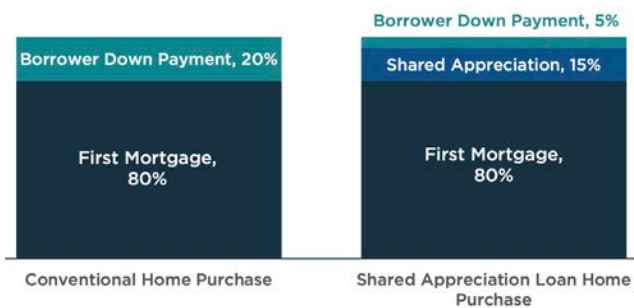 Borrower Down Payment, 20%
First Mortgage,
80%
Conventional Home Purchase
Borrower Down Payment, 5%
Shared Appreciation, 15%
First Mortgage,
80%
Shared Appreciation Loan Home
Purchase